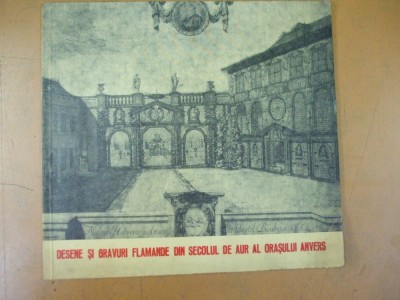 DESENE ȘI GRAVURI FLAMANDE DIN SECOLUL DE AUR AL ORAȘULUI ANVERS